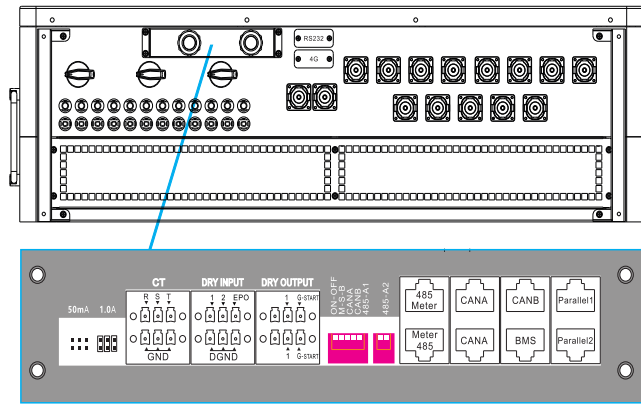 RS232
4G
CT
DRY INPUT
DRY OUTPUT
50mA 1.0A
R S T
1 2 EPO
1 G-START
GND
DGND
1 G-START
ON-OFF
M-S-B
CANA
CANB
485-A1
485-A2
485
Meter
CANA
CANB
Parallel1
Meter
485
CANA
BMS
Parallel2